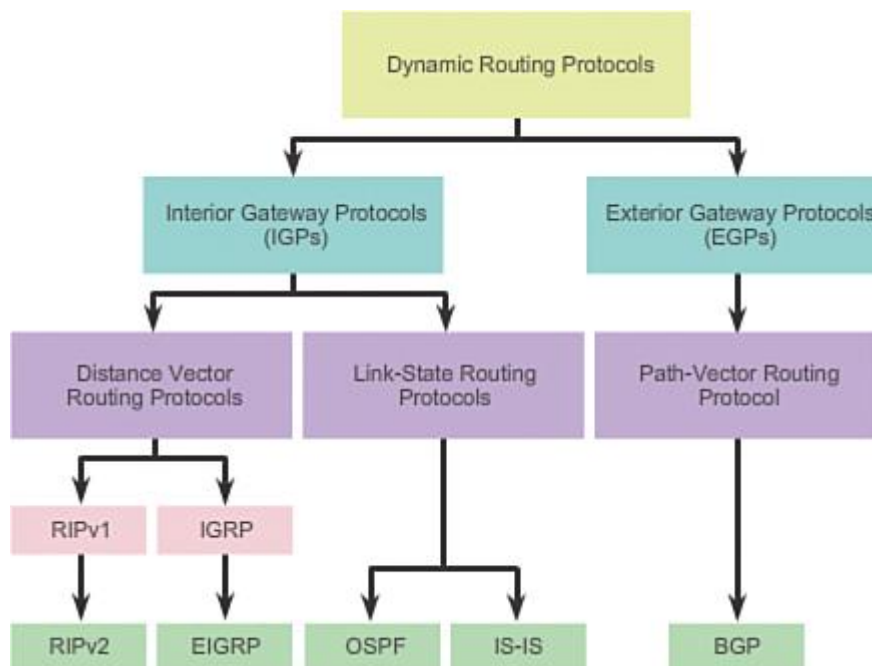 Dynamic Routing Protocols
Interior Gateway Protocols
(IGPs)
Exterior Gateway Protocols
(EGPs)
Distance Vector
Routing Protocols
Link-State Routing
Protocols
Path-Vector Routing
Protocol
RIPv1
IGRP
RIPv2
EIGRP
OSPF
IS-IS
BGP